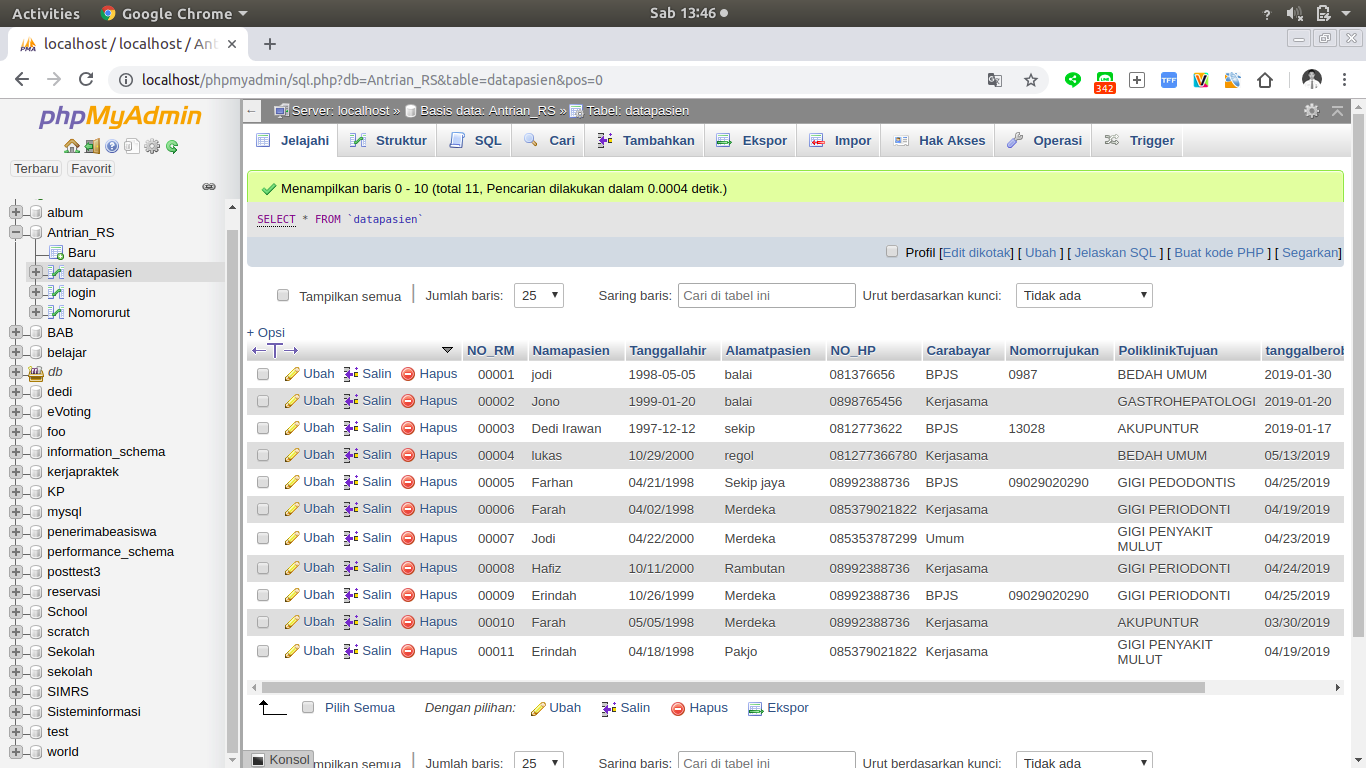 Activities Google Chrome Sab 13:46
localhost / localhost / Ant
localhost/phpmyadmin/sql.php?db=Antrian_RS&table=datapasien&pos=0
TFF
342
phpMyAdmin
Terbaru Favorit
album
Antrian_RS
Baru
datapasien
login
Nomorurut
BAB
belajar
db
dedi
eVoting
foo
information_schema
kerjapraktek
KP
mysql
penerimabeasiswa
performance_schema
posttest3
reservasi
School
scratch
Sekolah
sekolah
SIMRS
Sisteminformasi
test
world
Server: localhost » Basis data: Antrian_RS » Tabel: datapasien
Jelajahi Struktur SQL Cari Tambahkan Ekspor Impor Hak Akses Operasi Trigger
Menampilkan baris 0 - 10 (total 11, Pencarian dilakukan dalam 0.0004 detik.)
SELECT * FROM `datapasien`
Profil [Edit dikotak] [ Ubah ] [ Jelaskan SQL ] [ Buat kode PHP ] [ Segarkan]
Tampilkan semua Jumlah baris: 25 Saring baris: Cari di tabel ini Urut berdasarkan kunci: Tidak ada
+ Opsi
←T→ NO_RM Namapasien Tanggallahir Alamatpasien NO_HP Carabayar Nomorrujukan PoliklinikTujuan tanggalberob
Ubah Salin Hapus 00001 jodi 1998-05-05 balai 081376656 BPJS 0987 BEDAH UMUM 2019-01-30
Ubah Salin Hapus 00002 Jono 1999-01-20 balai 0898765456 Kerjasama GASTROHEPATOLOGI 2019-01-20
Ubah Salin Hapus 00003 Dedi Irawan 1997-12-12 sekip 0812773622 BPJS 13028 AKUPUNTUR 2019-01-17
Ubah Salin Hapus 00004 lukas 10/29/2000 regol 081277366780 Kerjasama BEDAH UMUM 05/13/2019
Ubah Salin Hapus 00005 Farhan 04/21/1998 Sekip jaya 08992388736 BPJS 09029020290 GIGI PEDODONTIS 04/25/2019
Ubah Salin Hapus 00006 Farah 04/02/1998 Merdeka 085379021822 Kerjasama GIGI PERIODONTI 04/19/2019
Ubah Salin Hapus 00007 Jodi 04/22/2000 Merdeka 085353787299 Umum GIGI PENYAKIT MULUT 04/23/2019
Ubah Salin Hapus 00008 Hafiz 10/11/2000 Rambutan 08992388736 Kerjasama GIGI PERIODONTI 04/24/2019
Ubah Salin Hapus 00009 Erindah 10/26/1999 Merdeka 08992388736 BPJS 09029020290 GIGI PERIODONTI 04/25/2019
Ubah Salin Hapus 00010 Farah 05/05/1998 Merdeka 08992388736 Kerjasama AKUPUNTUR 03/30/2019
Ubah Salin Hapus 00011 Erindah 04/18/1998 Pakjo 085379021822 Kerjasama GIGI PENYAKIT MULUT 04/19/2019
Pilih Semua Dengan pilihan: Ubah Salin Hapus Ekspor
Konsol mpilkan semua Jumlah baris: 25 Saring baris: Cari di tabel ini Urut berdasarkan kunci: Tidak ada